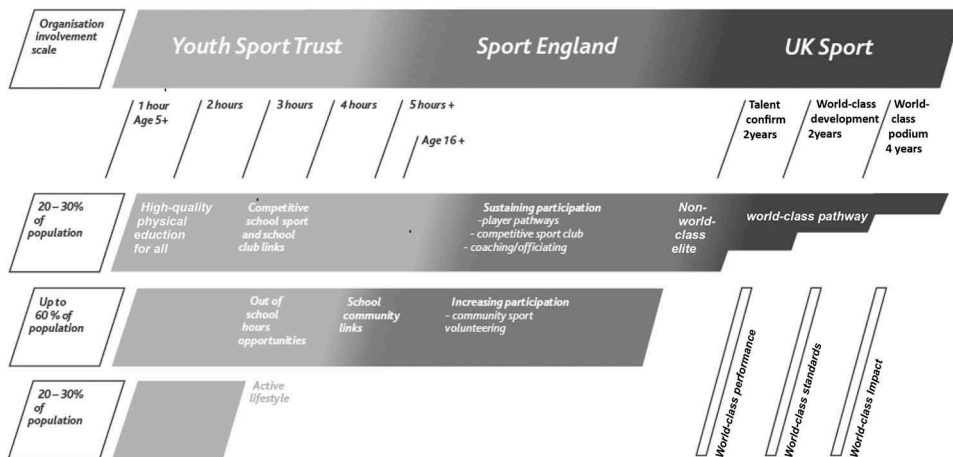 Organisation
involvement
scale
Youth Sport Trust
Sport England
UK Sport
1 hour
Age 5+
2 hours
3 hours
4 hours
5 hours +
Age 16 +
Talent
confirm
2years
World-class
development
2years
World-
class
podium
4 years
20 – 30%
of
population
High-quality
physical
eduction
for all
Competitive
school sport
and school
club links
Sustaining participation
-player pathways
- competitive sport club
- coaching/officiating
Non-
world-
class
elite
world-class pathway
Up to
60 % of
population
Out of
school
hours
opportunities
School
community
links
Increasing participation
- community sport
volunteering
20 – 30%
of
population
Active
lifestyle
World-class performance
World-class standards
World-class Impact